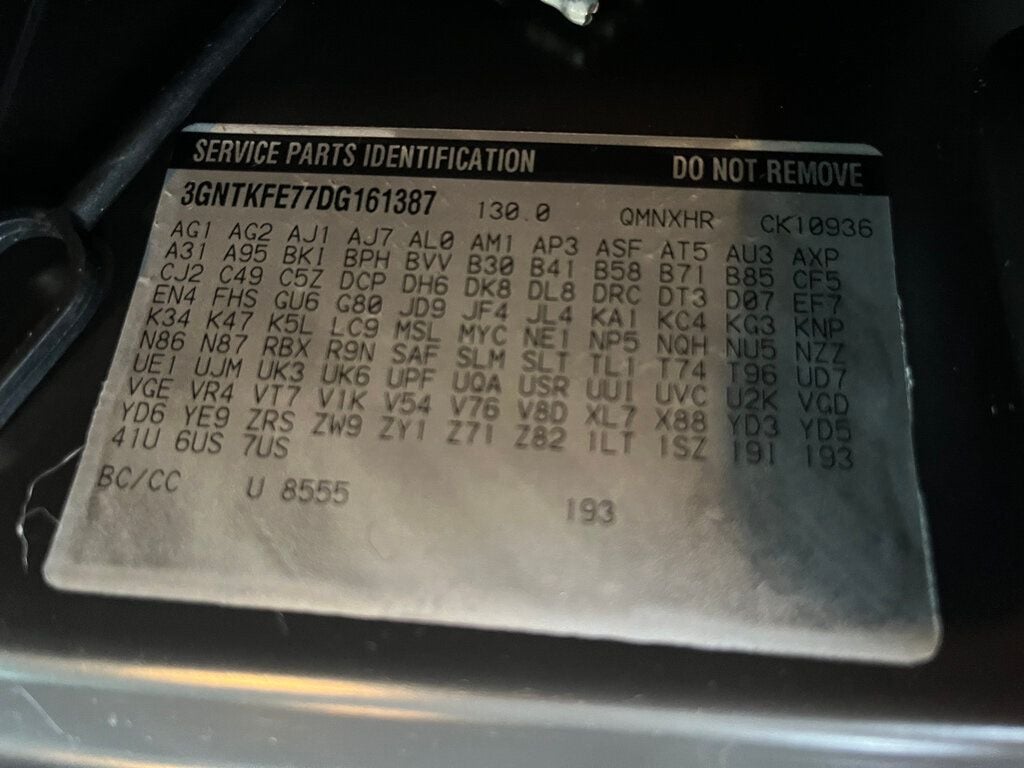 SERVICE PARTS IDENTIFICATION DO NOT REMOVE
3GNTKFE77DG161387 130.0 QMNXHR CK10936
AG1 AG2 AJ1 AJ7 AL0 AM1 AP3 ASF AT5 AU3 AXP
A31 A95 BK1 BPH BVV B30 B41 B58 B71 B85 CF5
CJ2 C49 C5Z DCP DH6 DK8 DL8 DRC DT3 D07 EF7
EN4 FHS GU6 G80 JD9 JF4 JL4 KA1 KC4 KG3 KNP
K34 K47 K5L LC9 MSL MYC NE1 NP5 NQH NU5 NZZ
N86 N87 RBX R9N SAF SLM SLT TL1 T74 T96 UD7
UE1 UJM UK3 UK6 UPF UQA USR UU1 UVC U2K VGD
VGE VR4 VT7 V1K V54 V76 V8D XL7 X88 YD3 YD5
YD6 YE9 ZRS ZW9 ZY1 Z71 Z82 1LT 1SZ 191 193
41U 6US 7US
BC/CC U 8555 193